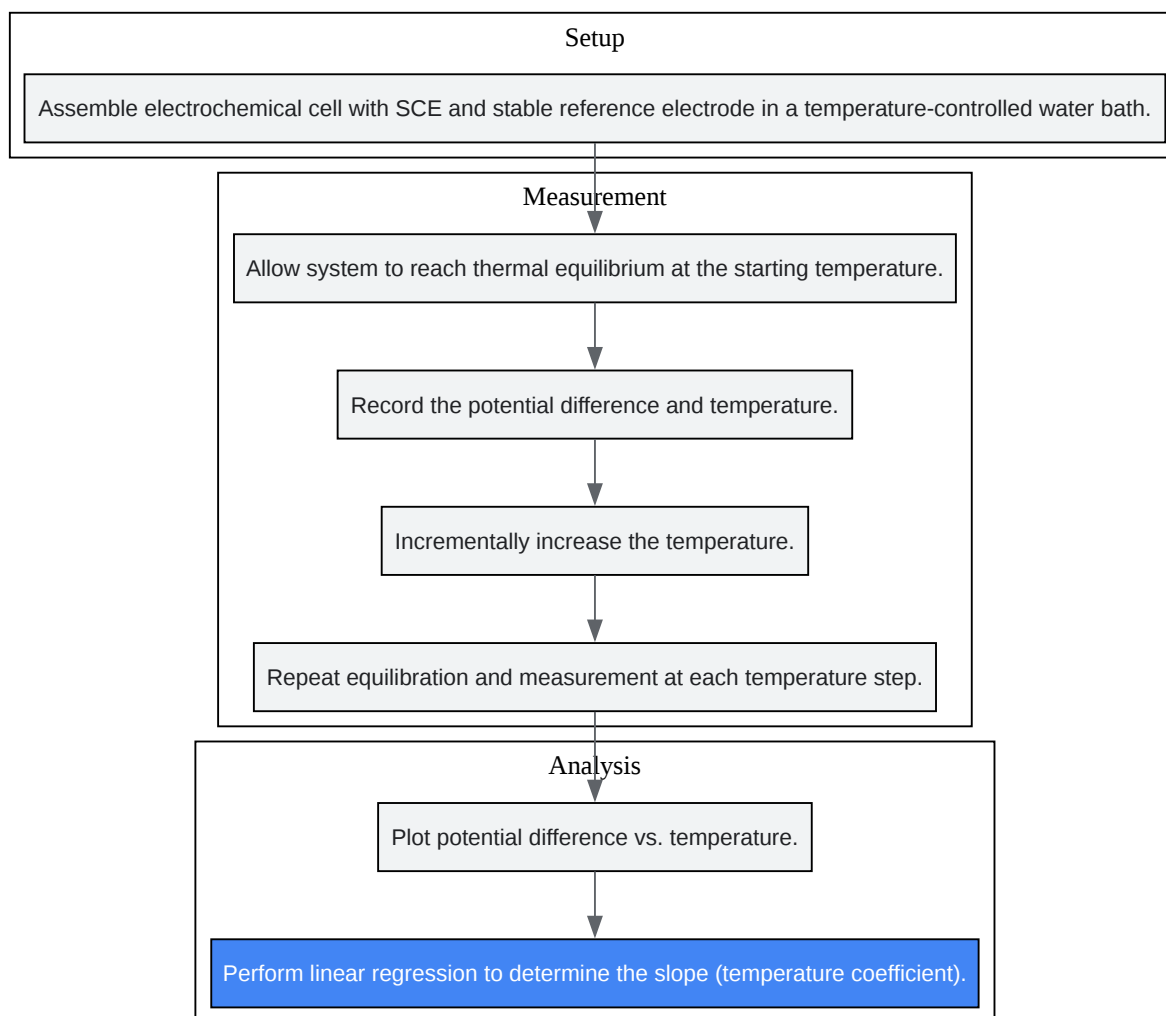 Setup
Assemble electrochemical cell with SCE and stable reference electrode in a temperature-controlled water bath.
Measurement
Allow system to reach thermal equilibrium at the starting temperature.
Record the potential difference and temperature.
Incrementally increase the temperature.
Repeat equilibration and measurement at each temperature step.
Analysis
Plot potential difference vs. temperature.
Perform linear regression to determine the slope (temperature coefficient).